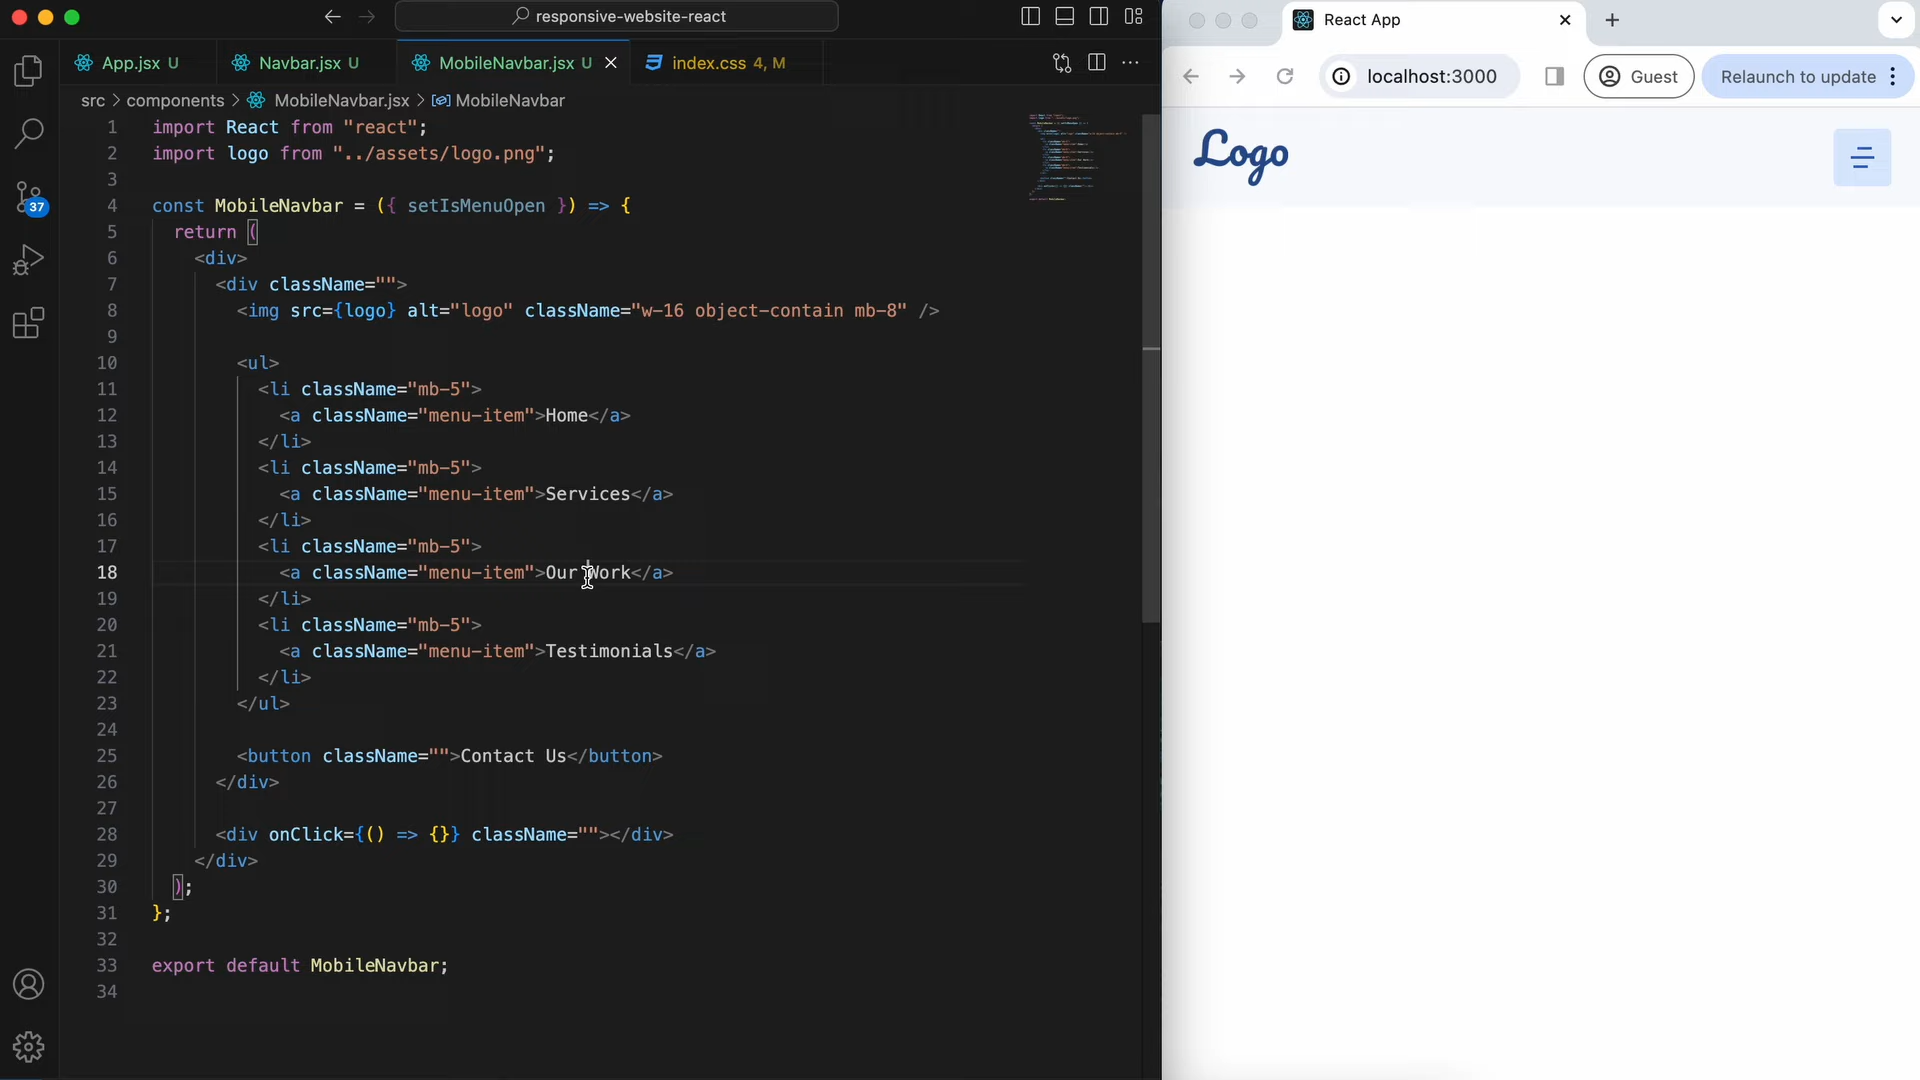 responsive-website-react
App.jsx U
Navbar.jsx U
MobileNavbar.jsx U
index.css 4, M
src > components > MobileNavbar.jsx > MobileNavbar
1 import React from "react";
2 import logo from "../assets/logo.png";
3
4 const MobileNavbar = ({ setIsMenuOpen }) => {
5 return (
6 <div>
7 <div className="">
8 <img src={logo} alt="logo" className="w-16 object-contain mb-8" />
9
10 <ul>
11 <li className="mb-5">
12 <a className="menu-item">Home</a>
13 </li>
14 <li className="mb-5">
15 <a className="menu-item">Services</a>
16 </li>
17 <li className="mb-5">
18 <a className="menu-item">Our Work</a>
19 </li>
20 <li className="mb-5">
21 <a className="menu-item">Testimonials</a>
22 </li>
23 </ul>
24
25 <button className="">Contact Us</button>
26 </div>
27
28 <div onClick={() => {}} className=""></div>
29 </div>
30 );
31 };
32
33 export default MobileNavbar;
34
37
React App
localhost:3000
Guest
Relaunch to update
Logo